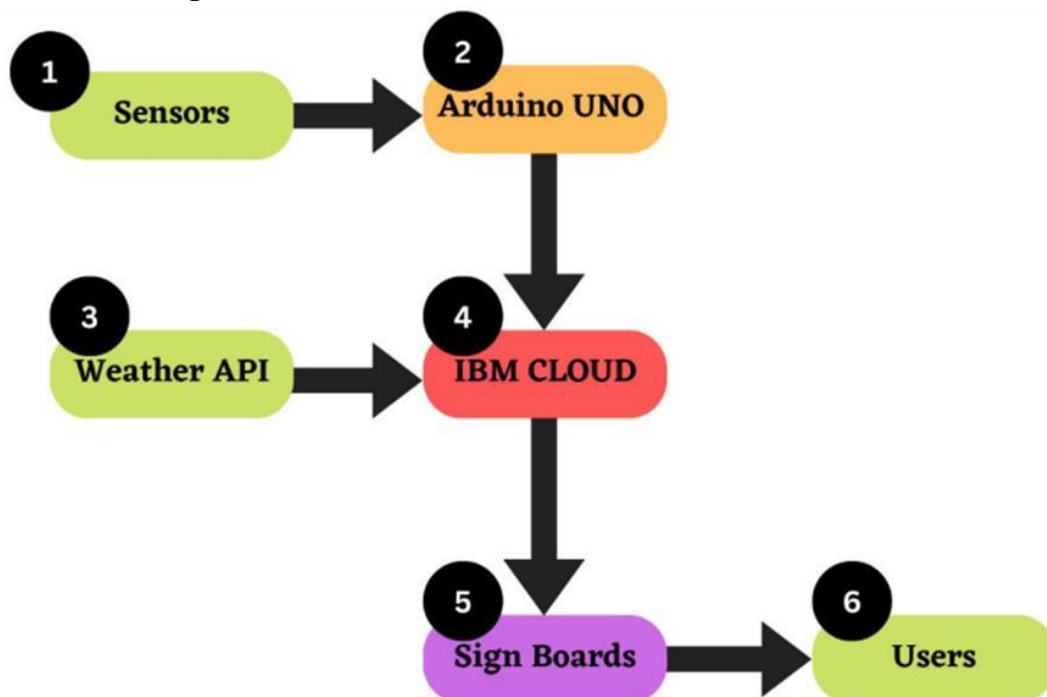 1
Sensors
2
Arduino UNO
3
Weather API
4
IBM CLOUD
5
Sign Boards
6
Users